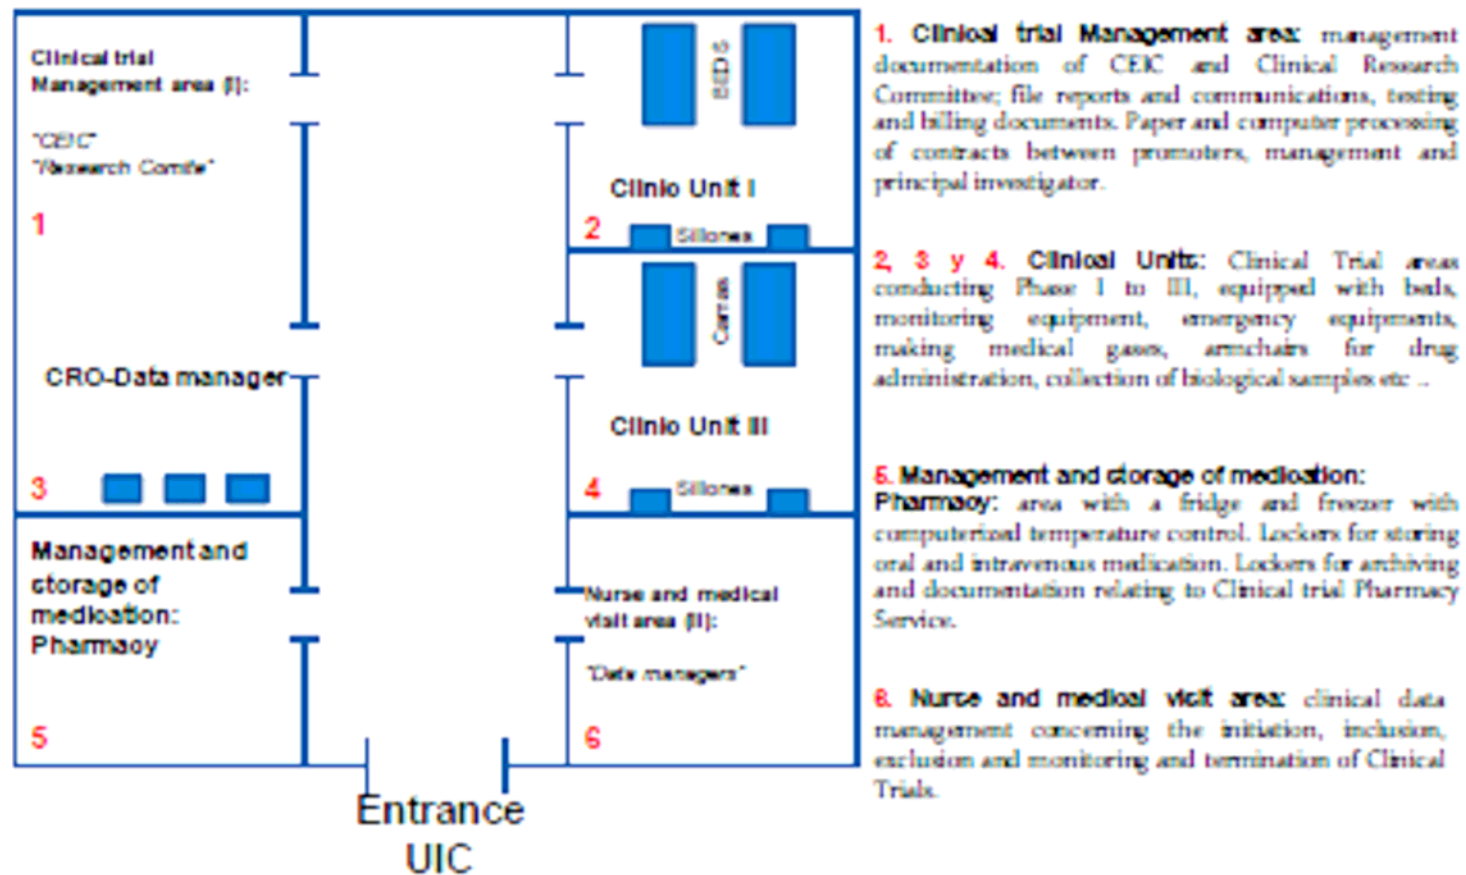 Clinical trial
Management area (I):
"CEIC"
"Research Comite"
1
CRO-Data manager
3
Management and
storage of
medication:
Pharmacy
5
BEDS
Clinic Unit I
2
Sillones
Camas
Clinic Unit III
4
Sillones
Nurse and medical
visit area (II):
"Data managers"
6
Entrance
UIC
1. Clinical trial Management area: management
documentation of CEIC and Clinical Research
Committee; file reports and communications, testing
and billing documents. Paper and computer processing
of contracts between promoters, management and
principal investigator.
2, 3 y 4. Clinical Units: Clinical Trial areas
conducting Phase I to III, equipped with beds,
monitoring equipment, emergency equipments,
making medical gases, armchairs for drug
administration, collection of biological samples etc ..
5. Management and storage of medication:
Pharmacy: area with a fridge and freezer with
computerized temperature control. Lockers for storing
oral and intravenous medication. Lockers for archiving
and documentation relating to Clinical trial Pharmacy
Service.
6. Nurse and medical visit area: clinical data
management concerning the initiation, inclusion,
exclusion and monitoring and termination of Clinical
Trials.